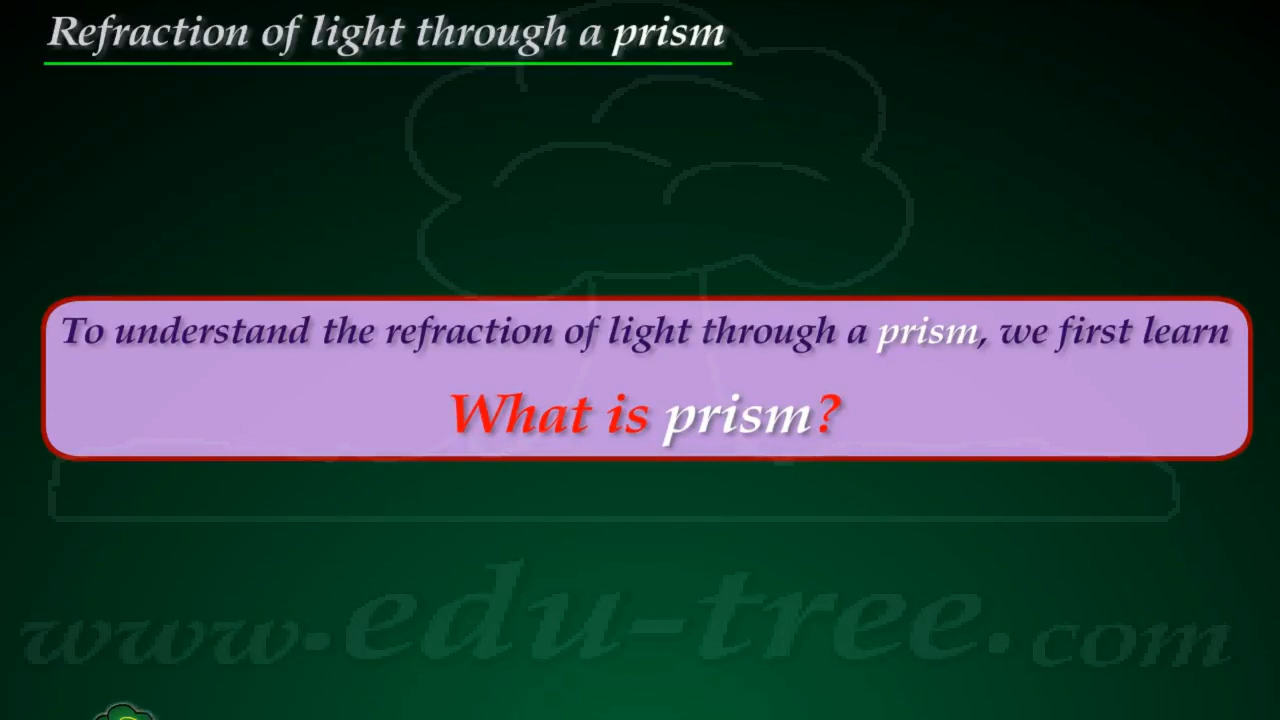 Refraction of light through a prism
To understand the refraction of light through a prism, we first learn
What is prism?
www.edu-tree.com